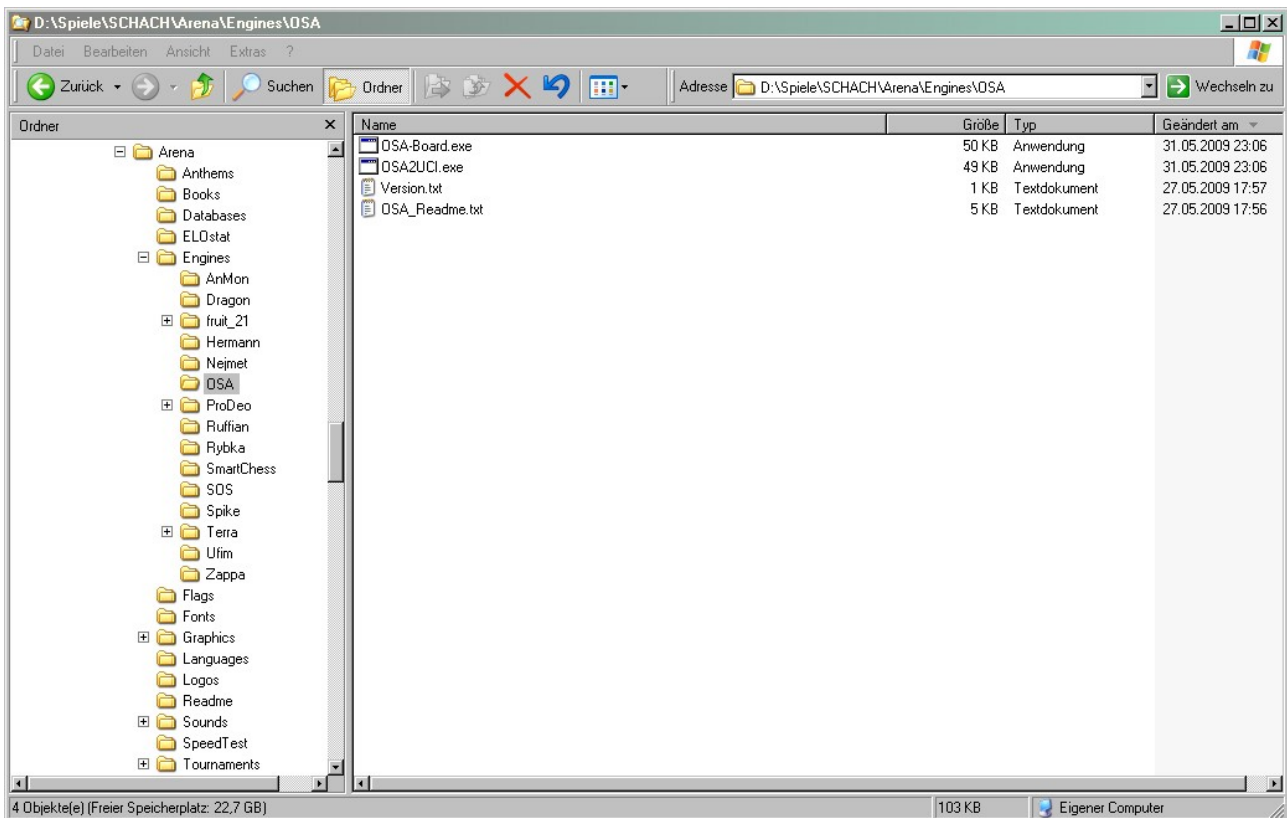 D:\Spiele\SCHACH\Arena\Engines\OSA
Datei Bearbeiten Ansicht Extras ?
Zurück Suchen Ordner Adresse D:\Spiele\SCHACH\Arena\Engines\OSA Wechseln zu
Ordner
Arena
Anthems
Books
Databases
ELOstat
Engines
AnMon
Dragon
fruit_21
Hermann
Nejmet
OSA
ProDeo
Ruffian
Rybka
SmartChess
SOS
Spike
Terra
Ufim
Zappa
Flags
Fonts
Graphics
Languages
Logos
Readme
Sounds
SpeedTest
Tournaments
Name Größe Typ Geändert am
OSA-Board.exe 50 KB Anwendung 31.05.2009 23:06
OSA2UCI.exe 49 KB Anwendung 31.05.2009 23:06
Version.txt 1 KB Textdokument 27.05.2009 17:57
OSA_Readme.txt 5 KB Textdokument 27.05.2009 17:56
4 Objekte(e) (Freier Speicherplatz: 22,7 GB) 103 KB Eigener Computer